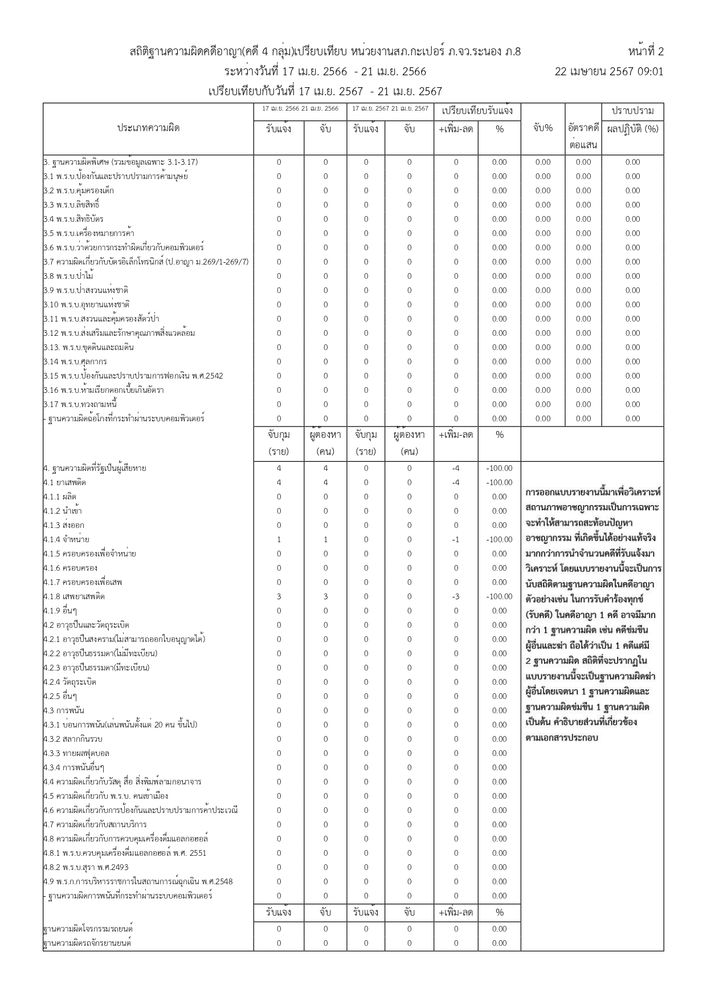 สถิติฐานความผิดคดีอาญา(คดี 4 กลุ่ม)เปรียบเทียบ หน่วยงานสภ.กะเปอร์ ภ.จว.ระนอง ภ.8 หน้าที่ 2
ระหว่างวันที่ 17 เม.ย. 2566 - 21 เม.ย. 2566 22 เมษายน 2567 09:01
เปรียบเทียบกับวันที่ 17 เม.ย. 2567 - 21 เม.ย. 2567
17 เม.ย. 2566 21 เม.ย. 2566 17 เม.ย. 2567 21 เม.ย. 2567 เปรียบเทียบรับแจ้ง ปราบปราม
ประเภทความผิด รับแจ้ง จับ รับแจ้ง จับ +เพิ่ม-ลด % จับ% อัตราคดี ผลปฏิบัติ (%)
ต่อแสน
3. ฐานความผิดพิเศษ (รวมข้อมูลเฉพาะ 3.1-3.17) 0 0 0 0 0 0.00 0.00 0.00 0.00
3.1 พ.ร.บ.ป้องกันและปราบปรามการค้ามนุษย์ 0 0 0 0 0 0.00 0.00 0.00 0.00
3.2 พ.ร.บ.คุ้มครองเด็ก 0 0 0 0 0 0.00 0.00 0.00 0.00
3.3 พ.ร.บ.ลิขสิทธิ์ 0 0 0 0 0 0.00 0.00 0.00 0.00
3.4 พ.ร.บ.สิทธิบัตร 0 0 0 0 0 0.00 0.00 0.00 0.00
3.5 พ.ร.บ.เครื่องหมายการค้า 0 0 0 0 0 0.00 0.00 0.00 0.00
3.6 พ.ร.บ.ว่าด้วยการกระทำผิดเกี่ยวกับคอมพิวเตอร์ 0 0 0 0 0 0.00 0.00 0.00 0.00
3.7 ความผิดเกี่ยวกับบัตรอิเล็กโทรนิกส์ (ป.อาญา ม.269/1-269/7) 0 0 0 0 0 0.00 0.00 0.00 0.00
3.8 พ.ร.บ.ป่าไม้ 0 0 0 0 0 0.00 0.00 0.00 0.00
3.9 พ.ร.บ.ป่าสงวนแห่งชาติ 0 0 0 0 0 0.00 0.00 0.00 0.00
3.10 พ.ร.บ.อุทยานแห่งชาติ 0 0 0 0 0 0.00 0.00 0.00 0.00
3.11 พ.ร.บ.สงวนและคุ้มครองสัตว์ป่า 0 0 0 0 0 0.00 0.00 0.00 0.00
3.12 พ.ร.บ.ส่งเสริมและรักษาคุณภาพสิ่งแวดล้อม 0 0 0 0 0 0.00 0.00 0.00 0.00
3.13. พ.ร.บ.ขุดดินและถมดิน 0 0 0 0 0 0.00 0.00 0.00 0.00
3.14 พ.ร.บ.ศุลกากร 0 0 0 0 0 0.00 0.00 0.00 0.00
3.15 พ.ร.บ.ป้องกันและปราบปรามการฟอกเงิน พ.ศ.2542 0 0 0 0 0 0.00 0.00 0.00 0.00
3.16 พ.ร.บ.ห้ามเรียกดอกเบี้ยเกินอัตรา 0 0 0 0 0 0.00 0.00 0.00 0.00
3.17 พ.ร.บ.ทวงถามหนี้ 0 0 0 0 0 0.00 0.00 0.00 0.00
- ฐานความผิดฉ้อโกงที่กระทำผ่านระบบคอมพิวเตอร์ 0 0 0 0 0 0.00 0.00 0.00 0.00
จับกุม ผู้ต้องหา จับกุม ผู้ต้องหา +เพิ่ม-ลด %
(ราย) (คน) (ราย) (คน)
4. ฐานความผิดที่รัฐเป็นผู้เสียหาย 4 4 0 0 -4 -100.00
4.1 ยาเสพติด 4 4 0 0 -4 -100.00
4.1.1 ผลิต 0 0 0 0 0 0.00
4.1.2 นำเข้า 0 0 0 0 0 0.00
4.1.3 ส่งออก 0 0 0 0 0 0.00
4.1.4 จำหน่าย 1 1 0 0 -1 -100.00
4.1.5 ครอบครองเพื่อจำหน่าย 0 0 0 0 0 0.00
4.1.6 ครอบครอง 0 0 0 0 0 0.00
4.1.7 ครอบครองเพื่อเสพ 0 0 0 0 0 0.00
4.1.8 เสพยาเสพติด 3 3 0 0 -3 -100.00
4.1.9 อื่นๆ 0 0 0 0 0 0.00
4.2 อาวุธปืนและวัตถุระเบิด 0 0 0 0 0 0.00
4.2.1 อาวุธปืนสงคราม(ไม่สามารถออกใบอนุญาตได้) 0 0 0 0 0 0.00
4.2.2 อาวุธปืนธรรมดา(ไม่มีทะเบียน) 0 0 0 0 0 0.00
4.2.3 อาวุธปืนธรรมดา(มีทะเบียน) 0 0 0 0 0 0.00
4.2.4 วัตถุระเบิด 0 0 0 0 0 0.00
4.2.5 อื่นๆ 0 0 0 0 0 0.00
4.3 การพนัน 0 0 0 0 0 0.00
4.3.1 บ่อนการพนัน(เล่นพนันตั้งแต่ 20 คน ขึ้นไป) 0 0 0 0 0 0.00
4.3.2 สลากกินรวบ 0 0 0 0 0 0.00
4.3.3 ทายผลฟุตบอล 0 0 0 0 0 0.00
4.3.4 การพนันอื่นๆ 0 0 0 0 0 0.00
4.4 ความผิดเกี่ยวกับวัสดุ สื่อ สิ่งพิมพ์ลามกอนาจาร 0 0 0 0 0 0.00
4.5 ความผิดเกี่ยวกับ พ.ร.บ. คนเข้าเมือง 0 0 0 0 0 0.00
4.6 ความผิดเกี่ยวกับการป้องกันและปราบปรามการค้าประเวณี 0 0 0 0 0 0.00
4.7 ความผิดเกี่ยวกับสถานบริการ 0 0 0 0 0 0.00
4.8 ความผิดเกี่ยวกับการควบคุมเครื่องดื่มแอลกอฮอล์ 0 0 0 0 0 0.00
4.8.1 พ.ร.บ.ควบคุมเครื่องดื่มแอลกอฮอล์ พ.ศ. 2551 0 0 0 0 0 0.00
4.8.2 พ.ร.บ.สุรา พ.ศ.2493 0 0 0 0 0 0.00
4.9 พ.ร.ก.การบริหารราชการในสถานการณ์ฉุกเฉิน พ.ศ.2548 0 0 0 0 0 0.00
- ฐานความผิดการพนันที่กระทำผ่านระบบคอมพิวเตอร์ 0 0 0 0 0 0.00
รับแจ้ง จับ รับแจ้ง จับ +เพิ่ม-ลด %
ฐานความผิดโจรกรรมรถยนต์ 0 0 0 0 0 0.00
ฐานความผิดรถจักรยานยนต์ 0 0 0 0 0 0.00
การออกแบบรายงานนี้มาเพื่อวิเคราะห์
สถานภาพอาชญากรรมเป็นการเฉพาะ
จะทำให้สามารถสะท้อนปัญหา
อาชญากรรม ที่เกิดขึ้นได้อย่างแท้จริง
มากกว่าการนำจำนวนคดีที่รับแจ้งมา
วิเคราะห์ โดยแบบรายงานนี้จะเป็นการ
นับสถิติตามฐานความผิดในคดีอาญา
ตัวอย่างเช่น ในการรับคำร้องทุกข์
(รับคดี) ในคดีอาญา 1 คดี อาจมีมาก
กว่า 1 ฐานความผิด เช่น คดีข่มขืน
ผู้อื่นและฆ่า ถือได้ว่าเป็น 1 คดีแต่มี
2 ฐานความผิด สถิติที่จะปรากฏใน
แบบรายงานนี้จะเป็นฐานความผิดฆ่า
ผู้อื่นโดยเจตนา 1 ฐานความผิดและ
ฐานความผิดข่มขืน 1 ฐานความผิด
เป็นต้น คำธิบายส่วนที่เกี่ยวข้อง
ตามเอกสารประกอบ